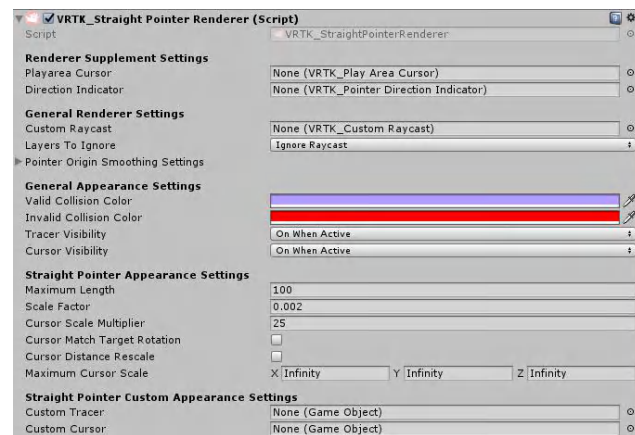 VRTK_Straight Pointer Renderer (Script)
Script VRTK_StraightPointerRenderer
Renderer Supplement Settings
Playarea Cursor None (VRTK_Play Area Cursor)
Direction Indicator None (VRTK_Pointer Direction Indicator)
General Renderer Settings
Custom Raycast None (VRTK_Custom Raycast)
Layers To Ignore Ignore Raycast
Pointer Origin Smoothing Settings
General Appearance Settings
Valid Collision Color
Invalid Collision Color
Tracer Visibility On When Active
Cursor Visibility On When Active
Straight Pointer Appearance Settings
Maximum Length 100
Scale Factor 0.002
Cursor Scale Multiplier 25
Cursor Match Target Rotation
Cursor Distance Rescale
Maximum Cursor Scale X Infinity Y Infinity Z Infinity
Straight Pointer Custom Appearance Settings
Custom Tracer None (Game Object)
Custom Cursor None (Game Object)